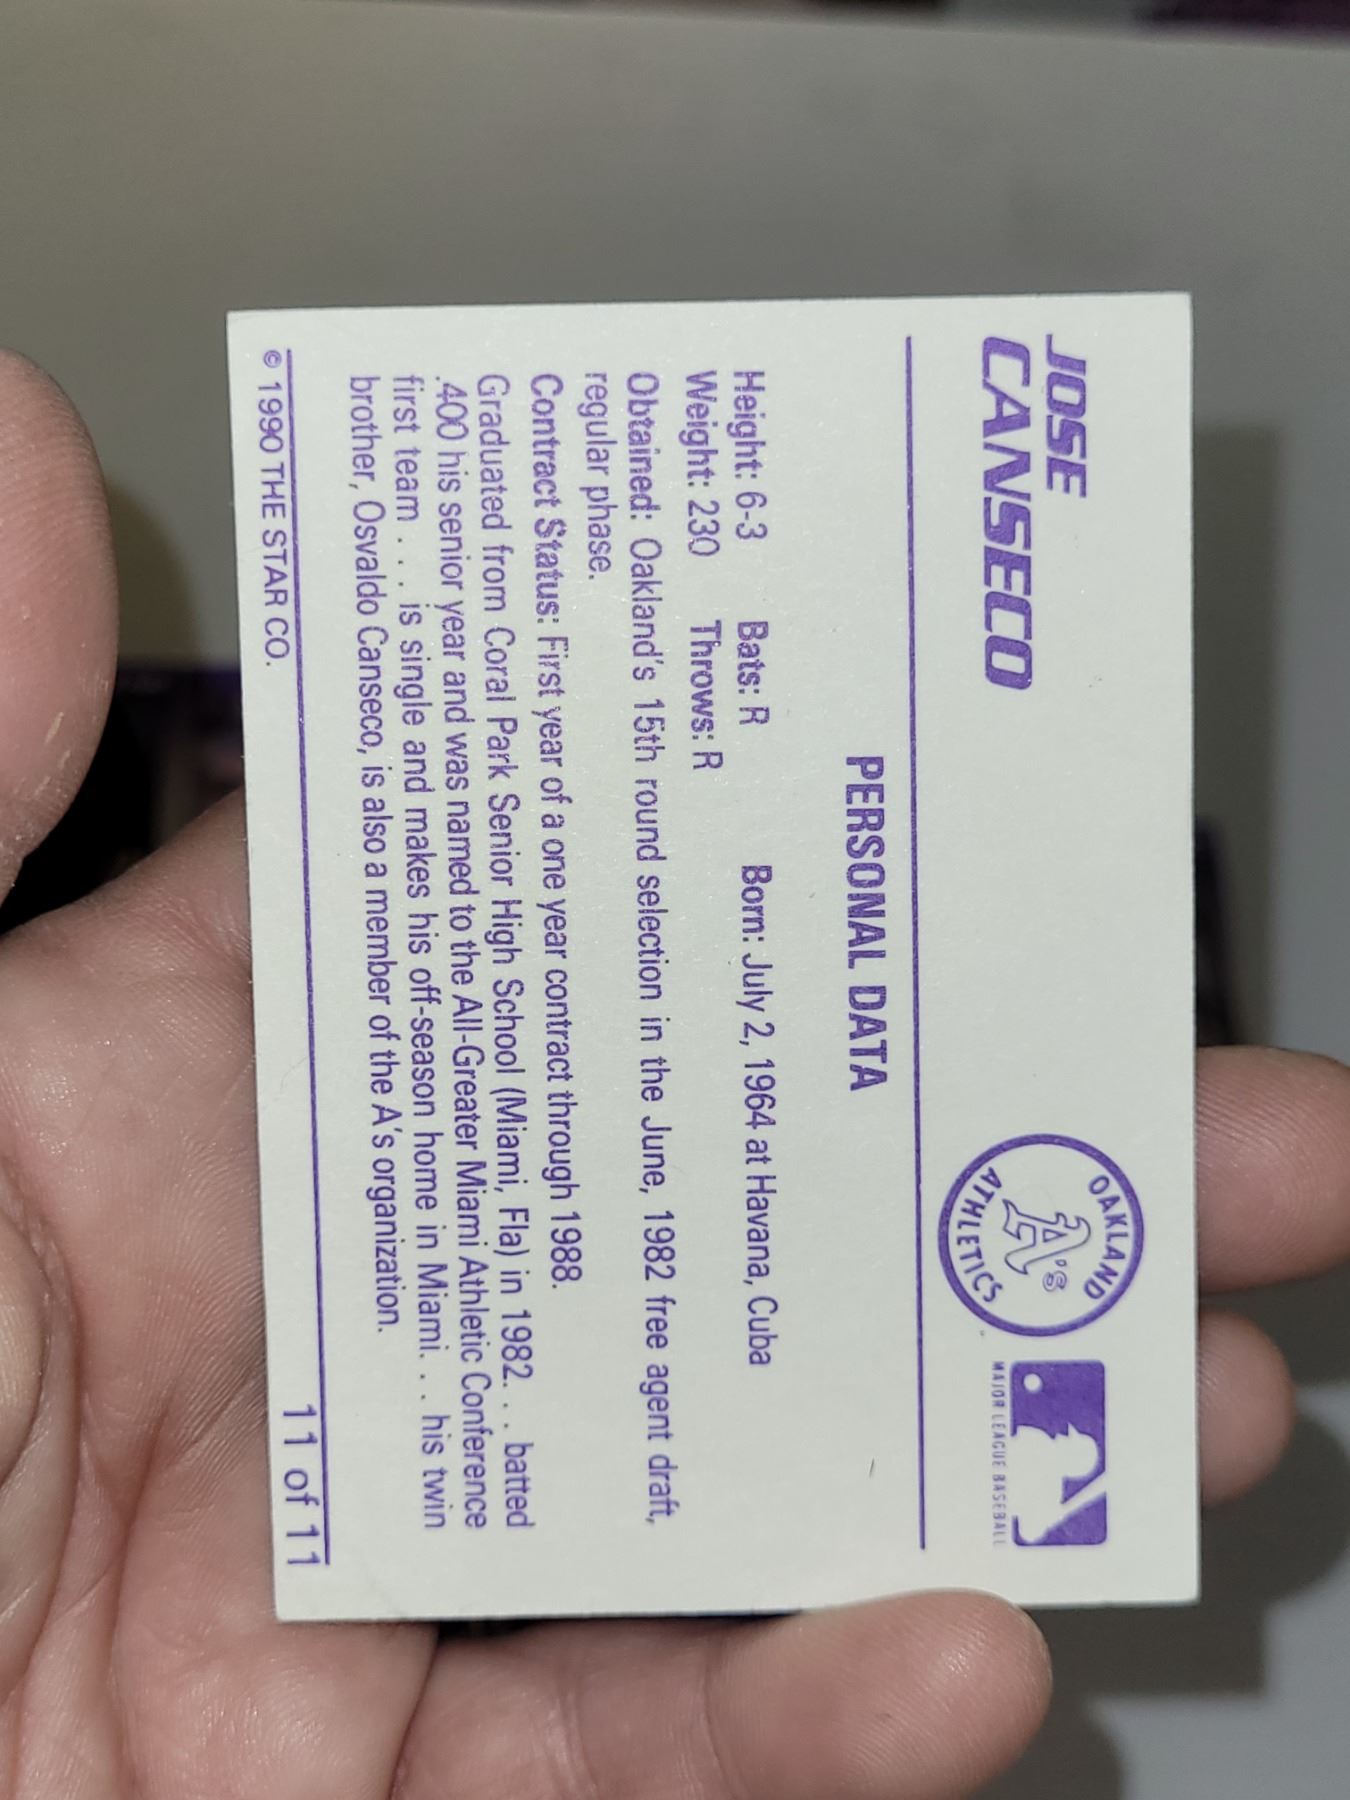 JOSE
CANSECO
OAKLAND
A's
ATHLETICS
MAJOR LEAGUE BASEBALL
PERSONAL DATA
Height: 6-3 Bats: R Born: July 2, 1964 at Havana, Cuba
Weight: 230 Throws: R
Obtained: Oakland's 15th round selection in the June, 1982 free agent draft,
regular phase.
Contract Status: First year of a one year contract through 1988.
Graduated from Coral Park Senior High School (Miami, Fla) in 1982. . . batted
.400 his senior year and was named to the All-Greater Miami Athletic Conference
first team . . . is single and makes his off-season home in Miami. . . his twin
brother, Osvaldo Canseco, is also a member of the A's organization.
© 1990 THE STAR CO.
11 of 11